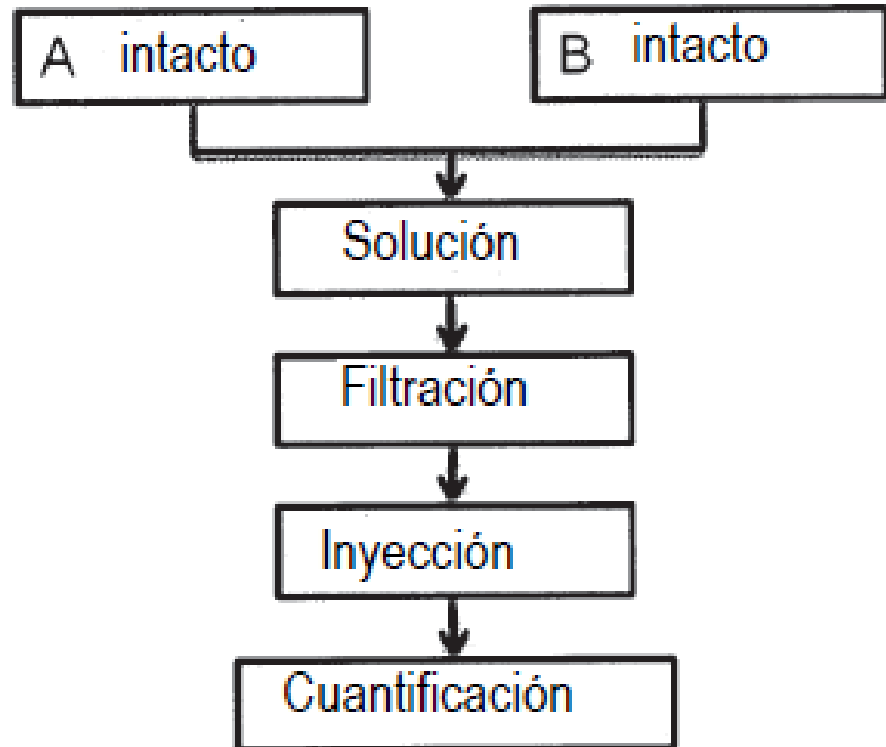 A intacto
B intacto
Solución
Filtración
Inyección
Cuantificación